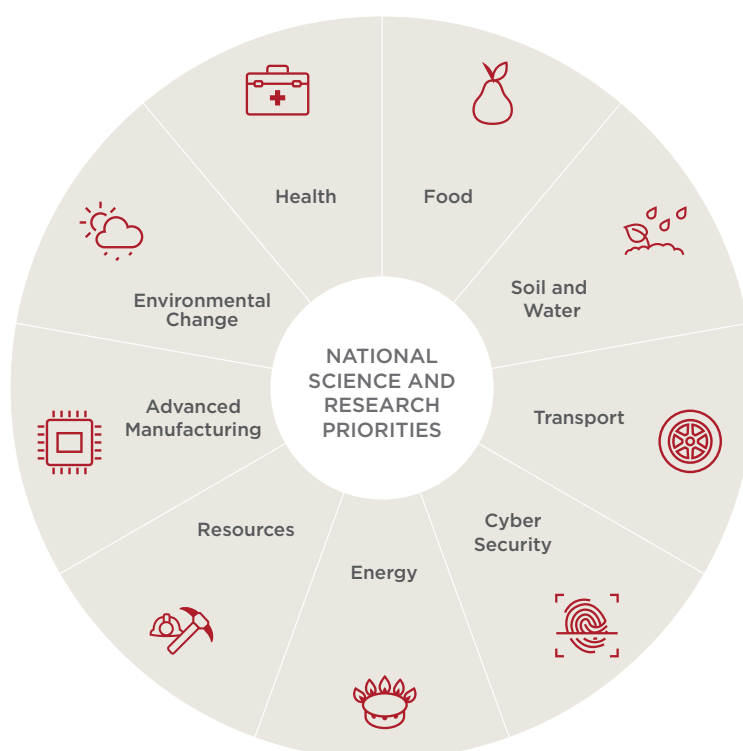 Health
Food
Soil and
Water
Transport
Cyber
Security
Energy
Resources
Advanced
Manufacturing
Environmental
Change
NATIONAL
SCIENCE AND
RESEARCH
PRIORITIES